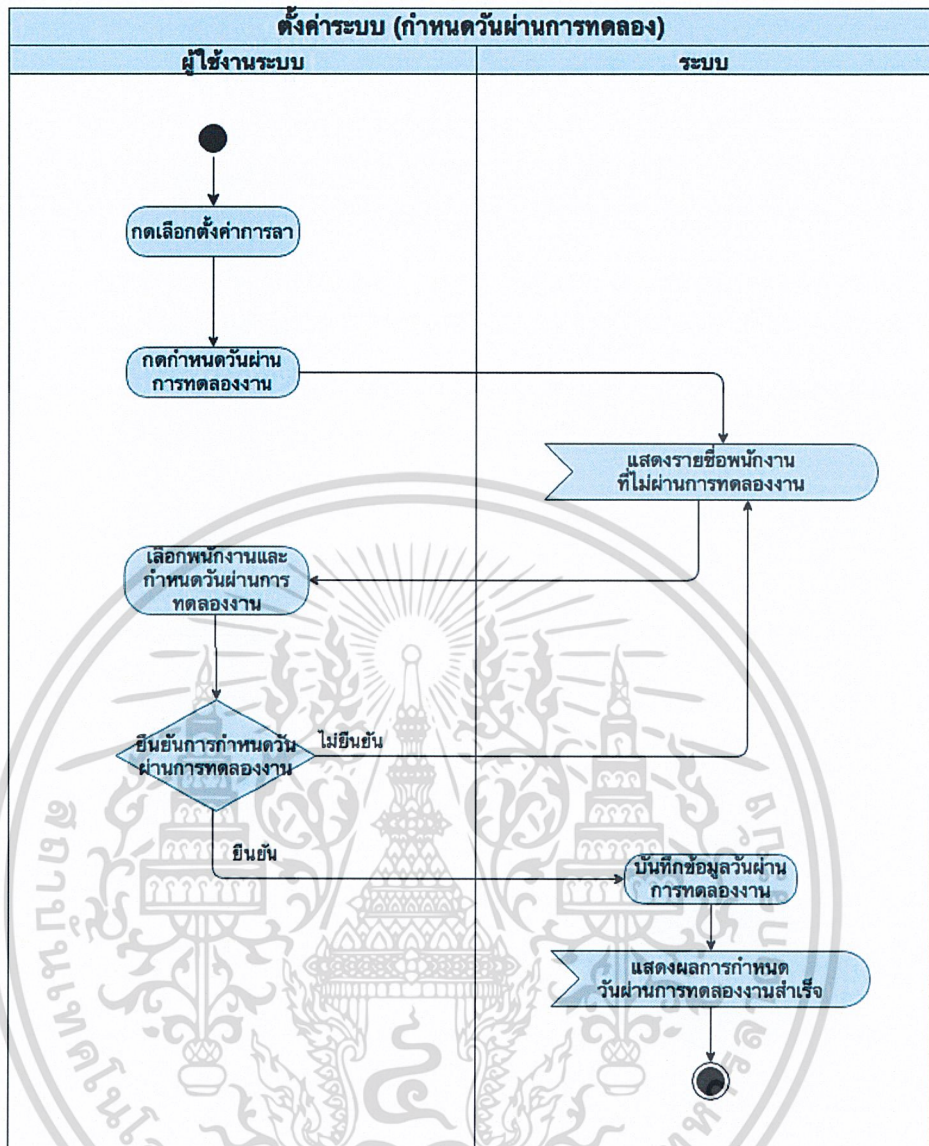 ตั้งค่าระบบ (กำหนดวันผ่านการทดลอง)
ผู้ใช้งานระบบ
ระบบ
กดเลือกตั้งค่าการลา
กดกำหนดวันผ่าน
การทดลองงาน
แสดงรายชื่อพนักงาน
ที่ไม่ผ่านการทดลองงาน
เลือกพนักงานและ
กำหนดวันผ่านการ
ทดลองงาน
ยืนยันการกำหนดวัน
ผ่านการทดลองงาน
ไม่ยืนยัน
ยืนยัน
บันทึกข้อมูลวันผ่าน
การทดลองงาน
แสดงผลการกำหนด
วันผ่านการทดลองงานสำเร็จ